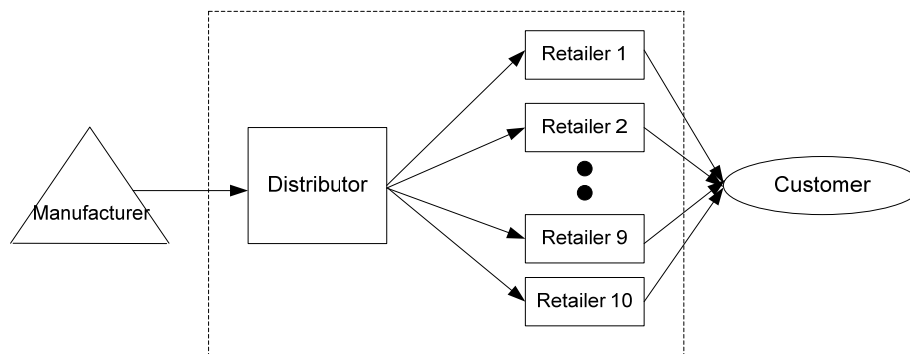 Manufacturer
Distributor
Retailer 1
Retailer 2
Retailer 9
Retailer 10
Customer